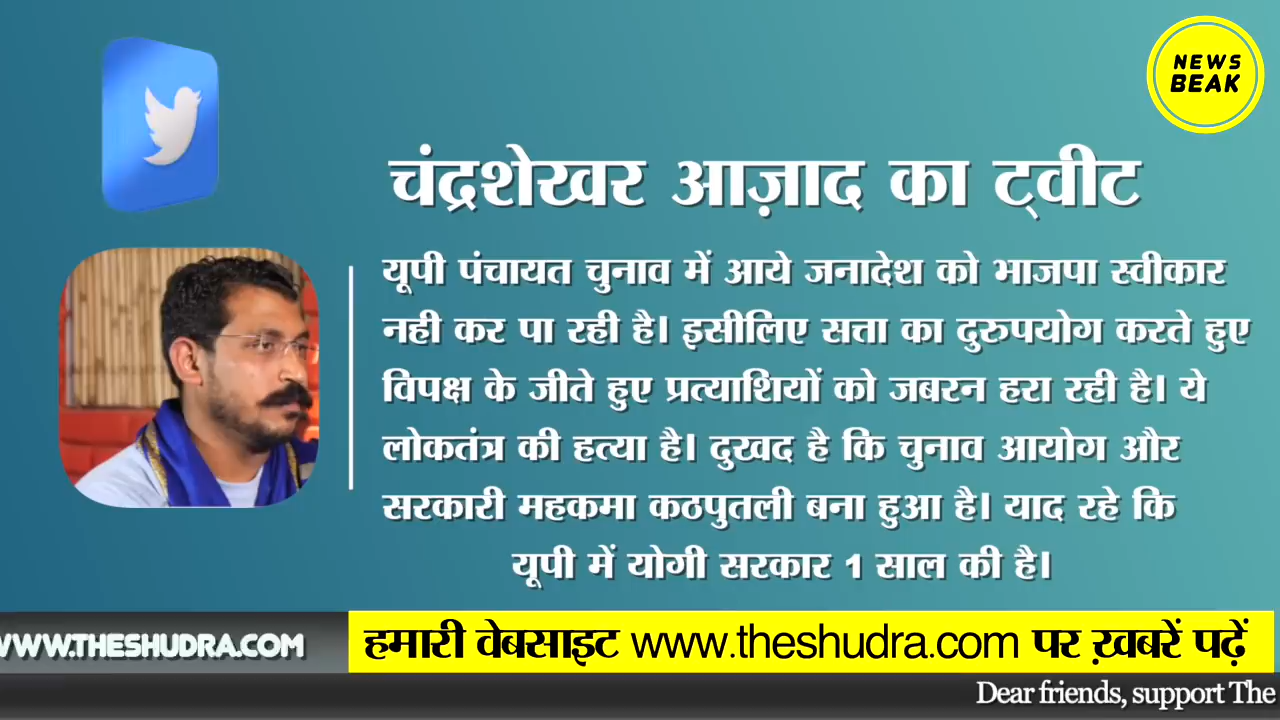 NEWS
BEAK
चंद्रशेखर आज़ाद का ट्वीट
यूपी पंचायत चुनाव में आये जनादेश को भाजपा स्वीकार
नही कर पा रही है। इसीलिए सत्ता का दुरुपयोग करते हुए
विपक्ष के जीते हुए प्रत्याशियों को जबरन हरा रही है। ये
लोकतंत्र की हत्या है। दुखद है कि चुनाव आयोग और
सरकारी महकमा कठपुतली बना हुआ है। याद रहे कि
यूपी में योगी सरकार 1 साल की है।
WWW.THESHUDRA.COM
हमारी वेबसाइट www.theshudra.com पर ख़बरें पढ़ें
Dear friends, support The